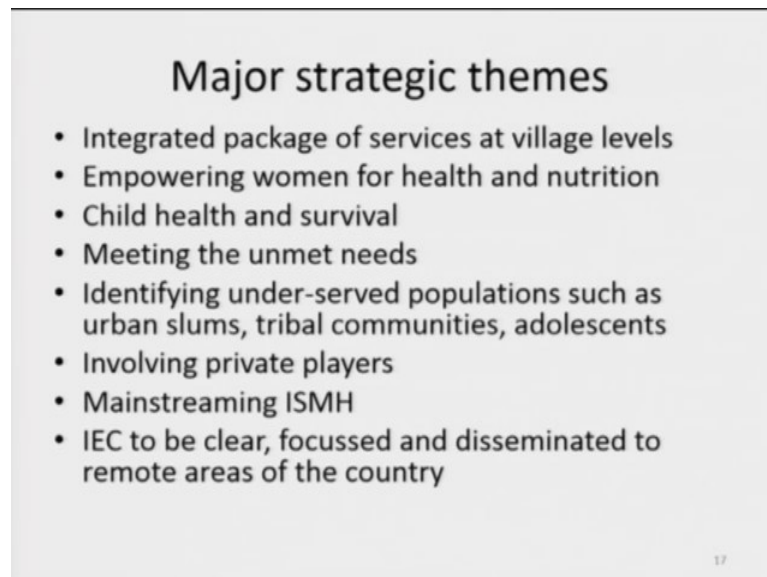 Major strategic themes
• Integrated package of services at village levels
• Empowering women for health and nutrition
• Child health and survival
• Meeting the unmet needs
• Identifying under-served populations such as
urban slums, tribal communities, adolescents
• Involving private players
• Mainstreaming ISMH
• IEC to be clear, focussed and disseminated to
remote areas of the country
17